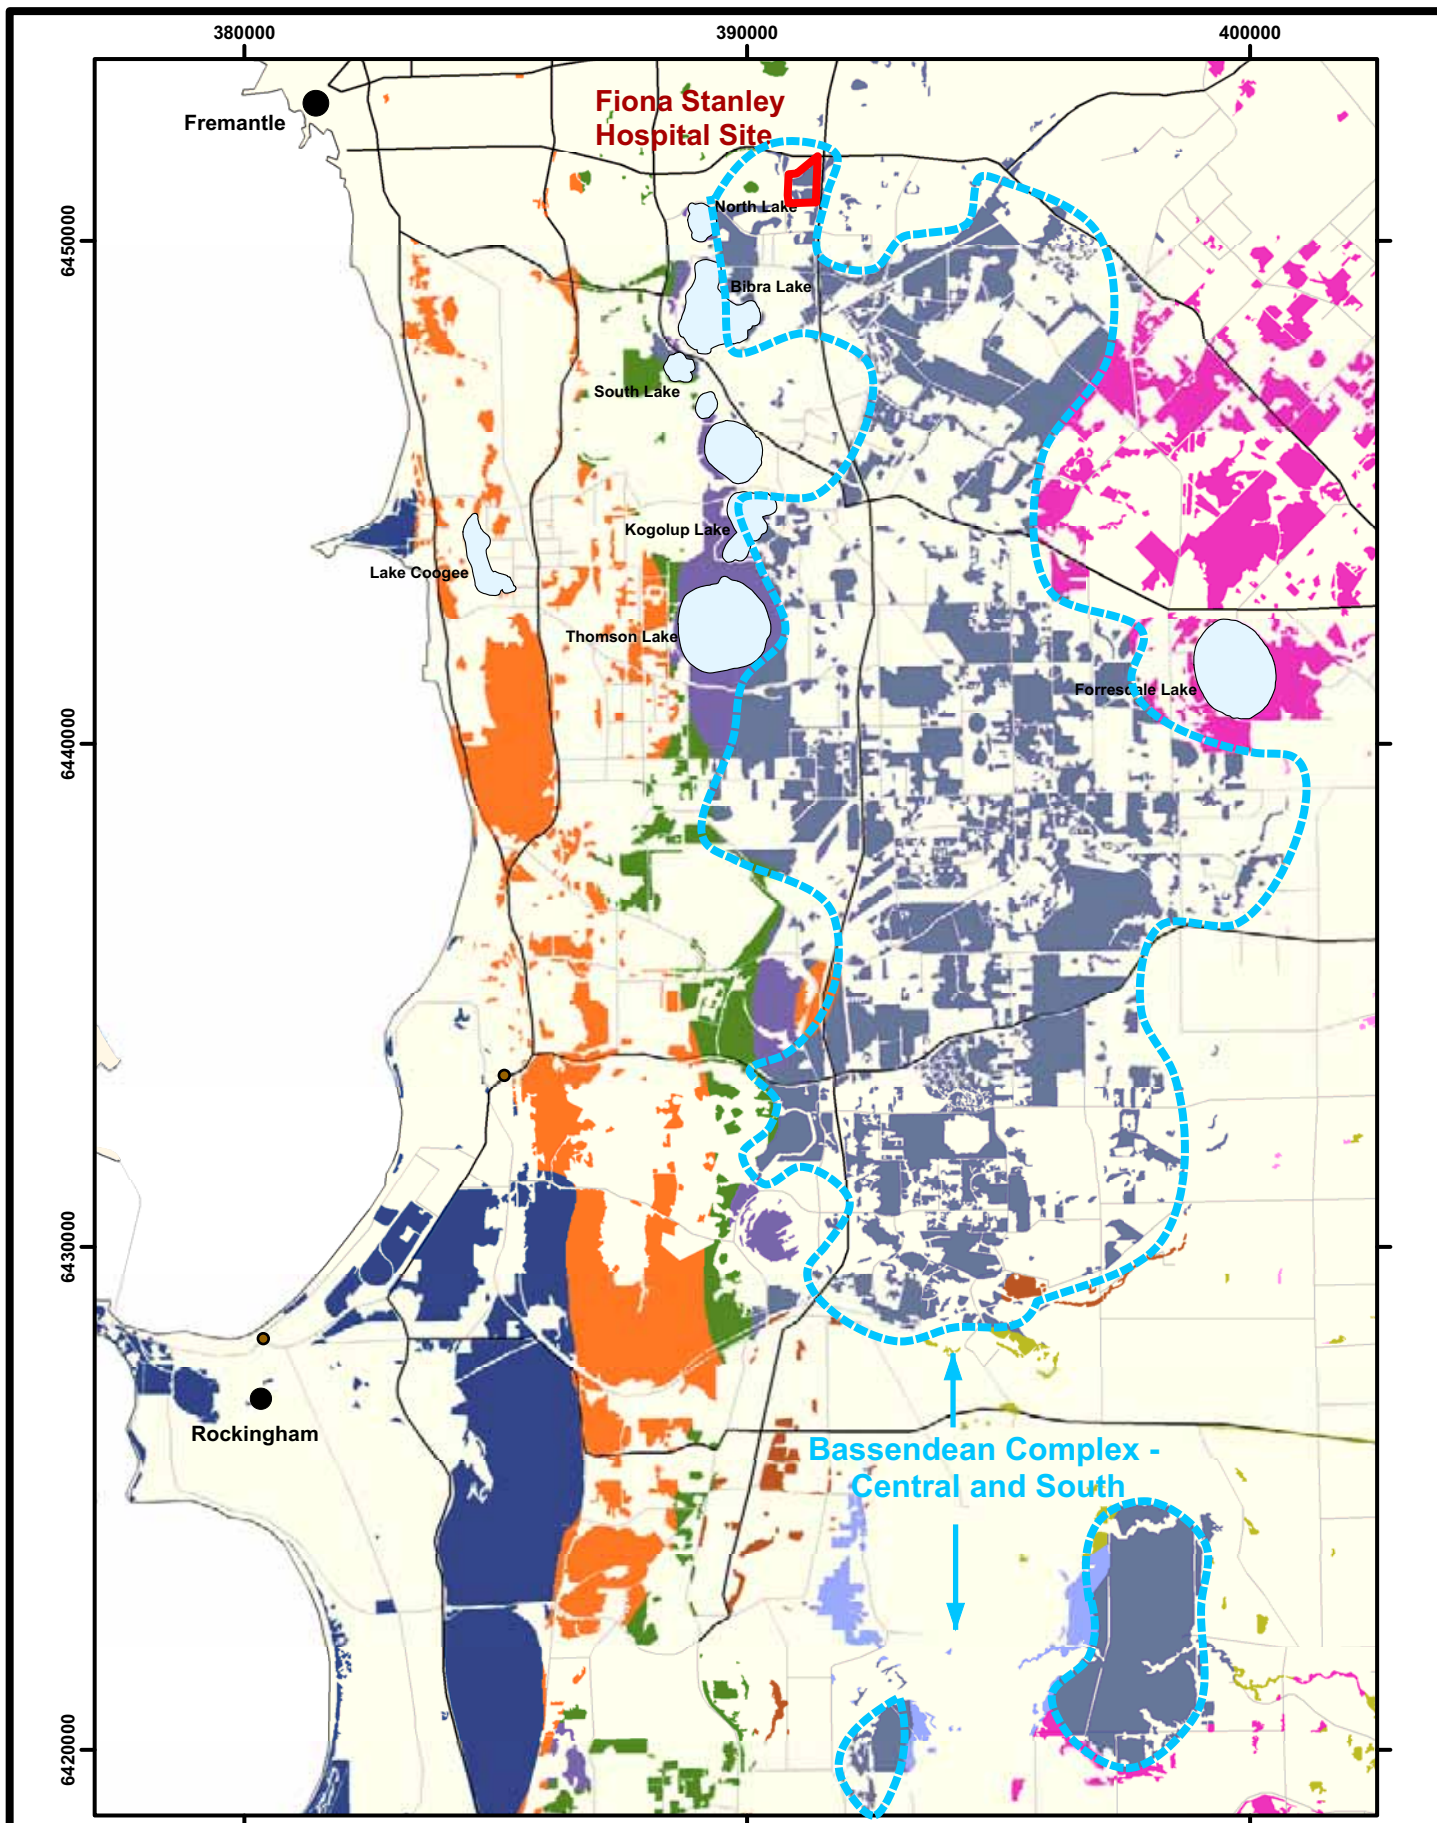 380000
390000
400000
Fiona Stanley
Hospital Site
Fremantle
North Lake
6450000
Bibra Lake
South Lake
Kogolup Lake
Lake Coogee
Thomson Lake
Forresdale Lake
6440000
6430000
Rockingham
Bassendean Complex -
Central and South
6420000